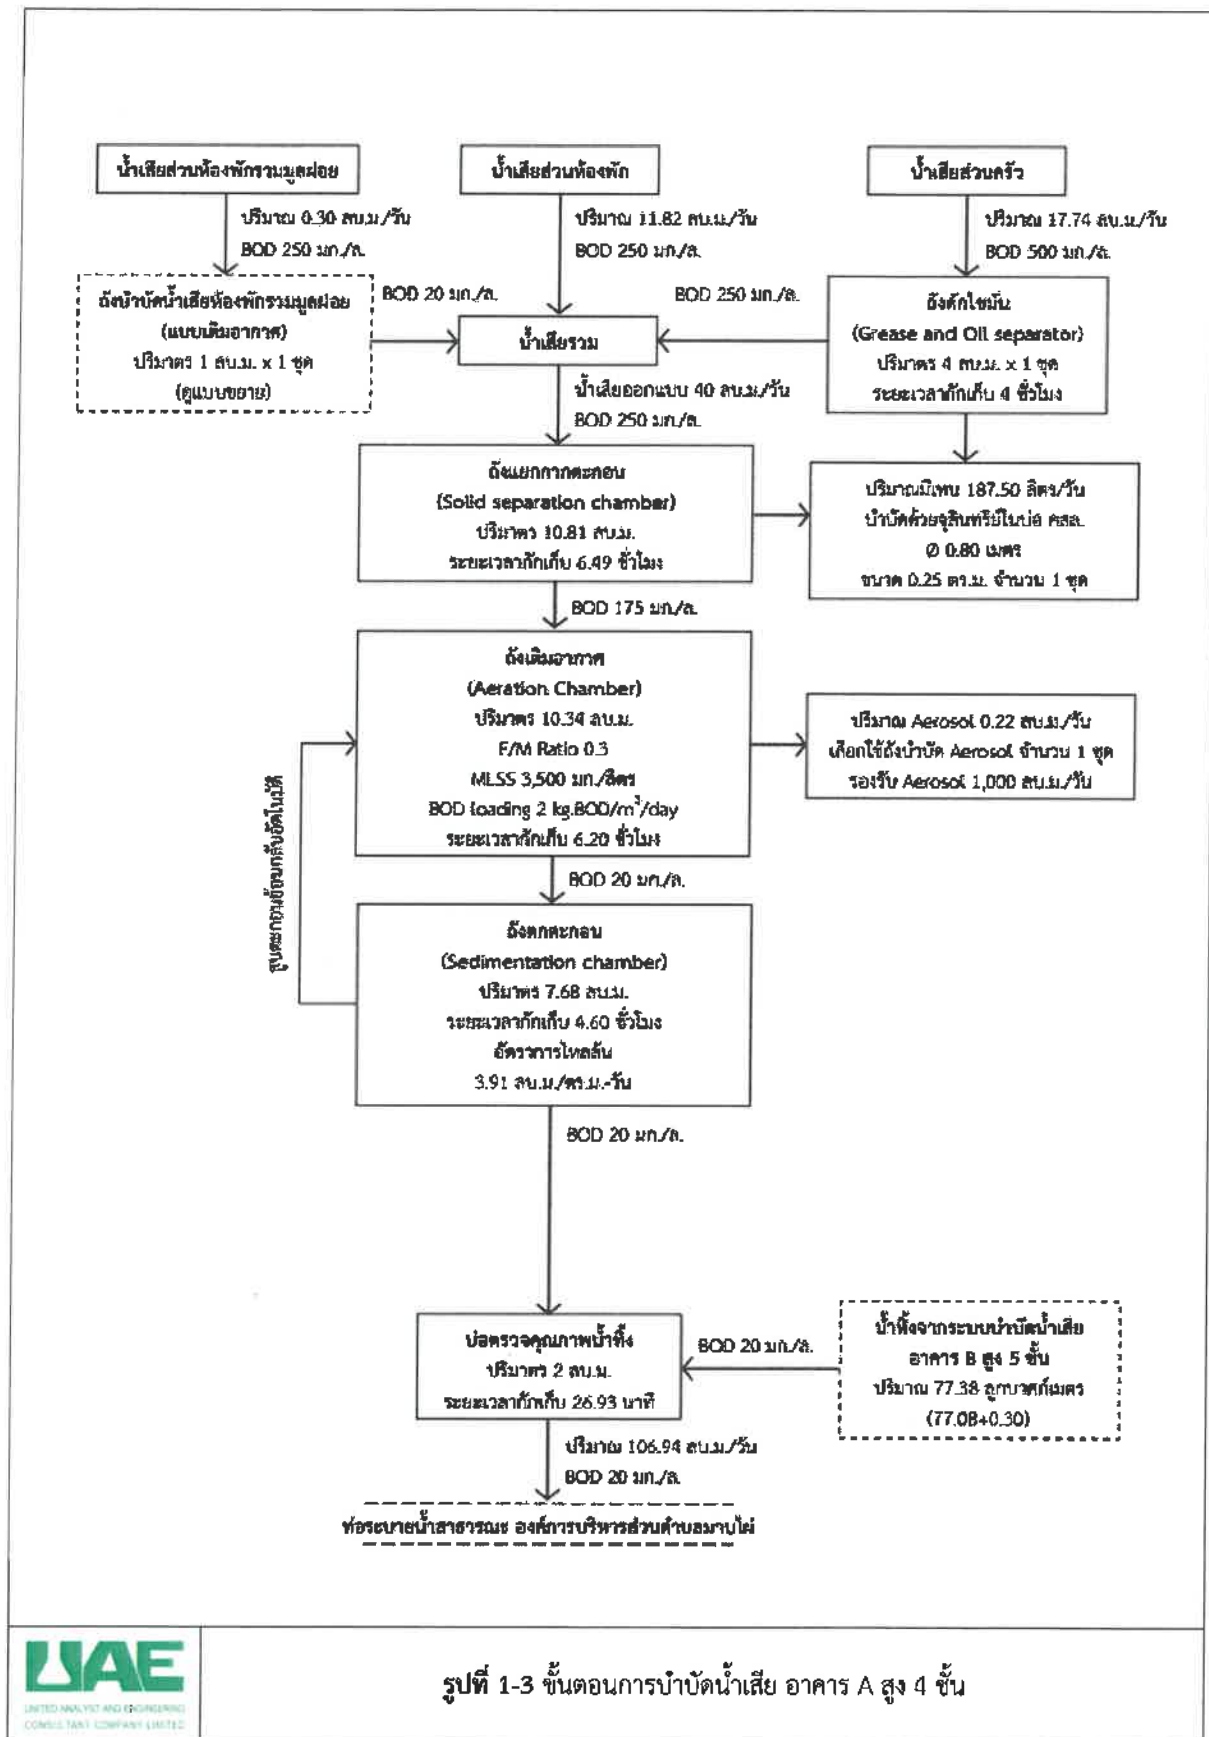 น้ำเสียส่วนห้องพักรวมมูลฝอย
น้ำเสียส่วนห้องพัก
น้ำเสียส่วนครัว
ปริมาณ 0.30 ลบ.ม./วัน
BOD 250 มก./ล.
ปริมาณ 11.82 ลบ.ม./วัน
BOD 250 มก./ล.
ปริมาณ 17.74 ลบ.ม./วัน
BOD 500 มก./ล.
ถังบำบัดน้ำเสียห้องพักรวมมูลฝอย
(แบบเติมอากาศ)
ปริมาตร 1 ลบ.ม. x 1 ชุด
(ดูแบบขยาย)
BOD 20 มก./ล.
น้ำเสียรวม
BOD 250 มก./ล.
ถังดักไขมัน
(Grease and Oil separator)
ปริมาตร 4 ลบ.ม. x 1 ชุด
ระยะเวลากักเก็บ 4 ชั่วโมง
น้ำเสียออกแบบ 40 ลบ.ม./วัน
BOD 250 มก./ล.
ถังแยกกากตะกอน
(Solid separation chamber)
ปริมาตร 10.81 ลบ.ม.
ระยะเวลากักเก็บ 6.49 ชั่วโมง
ปริมาณมีเทน 187.50 ลิตร/วัน
บำบัดด้วยจุลินทรีย์ในบ่อ คสล.
Ø 0.80 เมตร
ขนาด 0.25 ตร.ม. จำนวน 1 ชุด
BOD 175 มก./ล.
ถังเติมอากาศ
(Aeration Chamber)
ปริมาตร 10.34 ลบ.ม.
F/M Ratio 0.3
MLSS 3,500 มก./ลิตร
BOD loading 2 kg.BOD/m³/day
ระยะเวลากักเก็บ 6.20 ชั่วโมง
ปริมาณ Aerosol 0.22 ลบ.ม./วัน
เลือกใช้ถังบำบัด Aerosol จำนวน 1 ชุด
รองรับ Aerosol 1,000 ลบ.ม./วัน
สูบตะกอนย้อนกลับอัตโนมัติ
BOD 20 มก./ล.
ถังตกตะกอน
(Sedimentation chamber)
ปริมาตร 7.68 ลบ.ม.
ระยะเวลากักเก็บ 4.60 ชั่วโมง
อัตราการไหลล้น
3.91 ลบ.ม./ตร.ม.-วัน
BOD 20 มก./ล.
บ่อตรวจคุณภาพน้ำทิ้ง
ปริมาตร 2 ลบ.ม.
ระยะเวลากักเก็บ 26.93 นาที
BOD 20 มก./ล.
น้ำทิ้งจากระบบบำบัดน้ำเสีย
อาคาร B สูง 5 ชั้น
ปริมาณ 77.38 ลูกบาศก์เมตร
(77.08+0.30)
ปริมาณ 106.94 ลบ.ม./วัน
BOD 20 มก./ล.
ท่อระบายน้ำสาธารณะ องค์การบริหารส่วนตำบลมาบไผ่
UAE
UNITED ANALYST AND ENGINEERING
CONSULTANT COMPANY LIMITED
รูปที่ 1-3 ขั้นตอนการบำบัดน้ำเสีย อาคาร A สูง 4 ชั้น